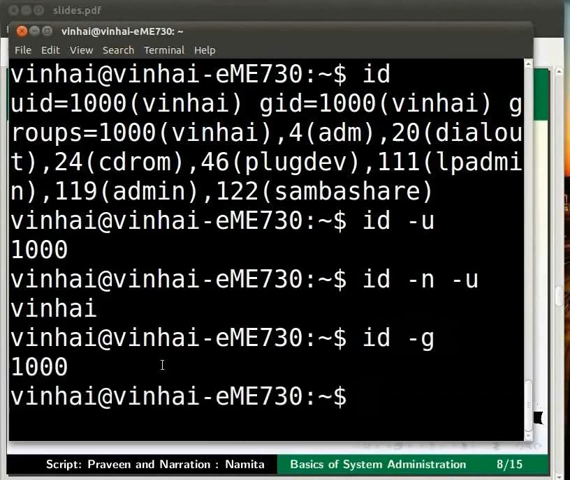 slides.pdf
vinhai@vinhai-eME730: ~
File Edit View Search Terminal Help
vinhai@vinhai-eME730:~$ id
uid=1000(vinhai) gid=1000(vinhai) g
roups=1000(vinhai),4(adm),20(dialou
t),24(cdrom),46(plugdev),111(lpadmi
n),119(admin),122(sambashare)
vinhai@vinhai-eME730:~$ id -u
1000
vinhai@vinhai-eME730:~$ id -n -u
vinhai
vinhai@vinhai-eME730:~$ id -g
1000
vinhai@vinhai-eME730:~$
Script: Praveen and Narration : Namita Basics of System Administration 8/15